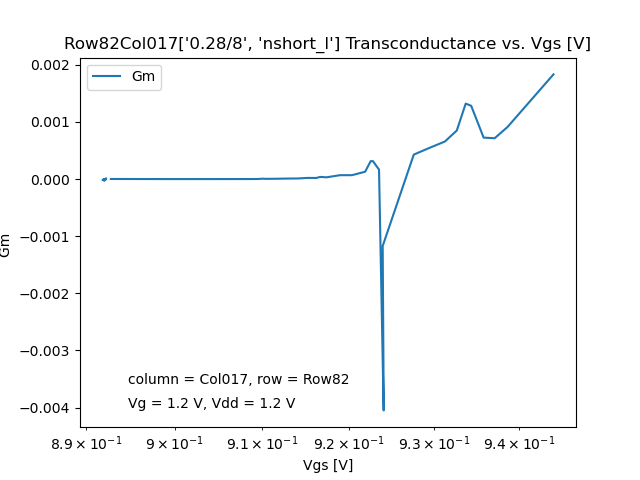 Row82Col017['0.28/8', 'nshort_l'] Transconductance vs. Vgs [V]
Gm
0.002
0.001
0.000
−0.001
−0.002
−0.003
−0.004
Gm
column = Col017, row = Row82
Vg = 1.2 V, Vdd = 1.2 V
8.9 × 10⁻¹ 9 × 10⁻¹ 9.1 × 10⁻¹ 9.2 × 10⁻¹ 9.3 × 10⁻¹ 9.4 × 10⁻¹
Vgs [V]